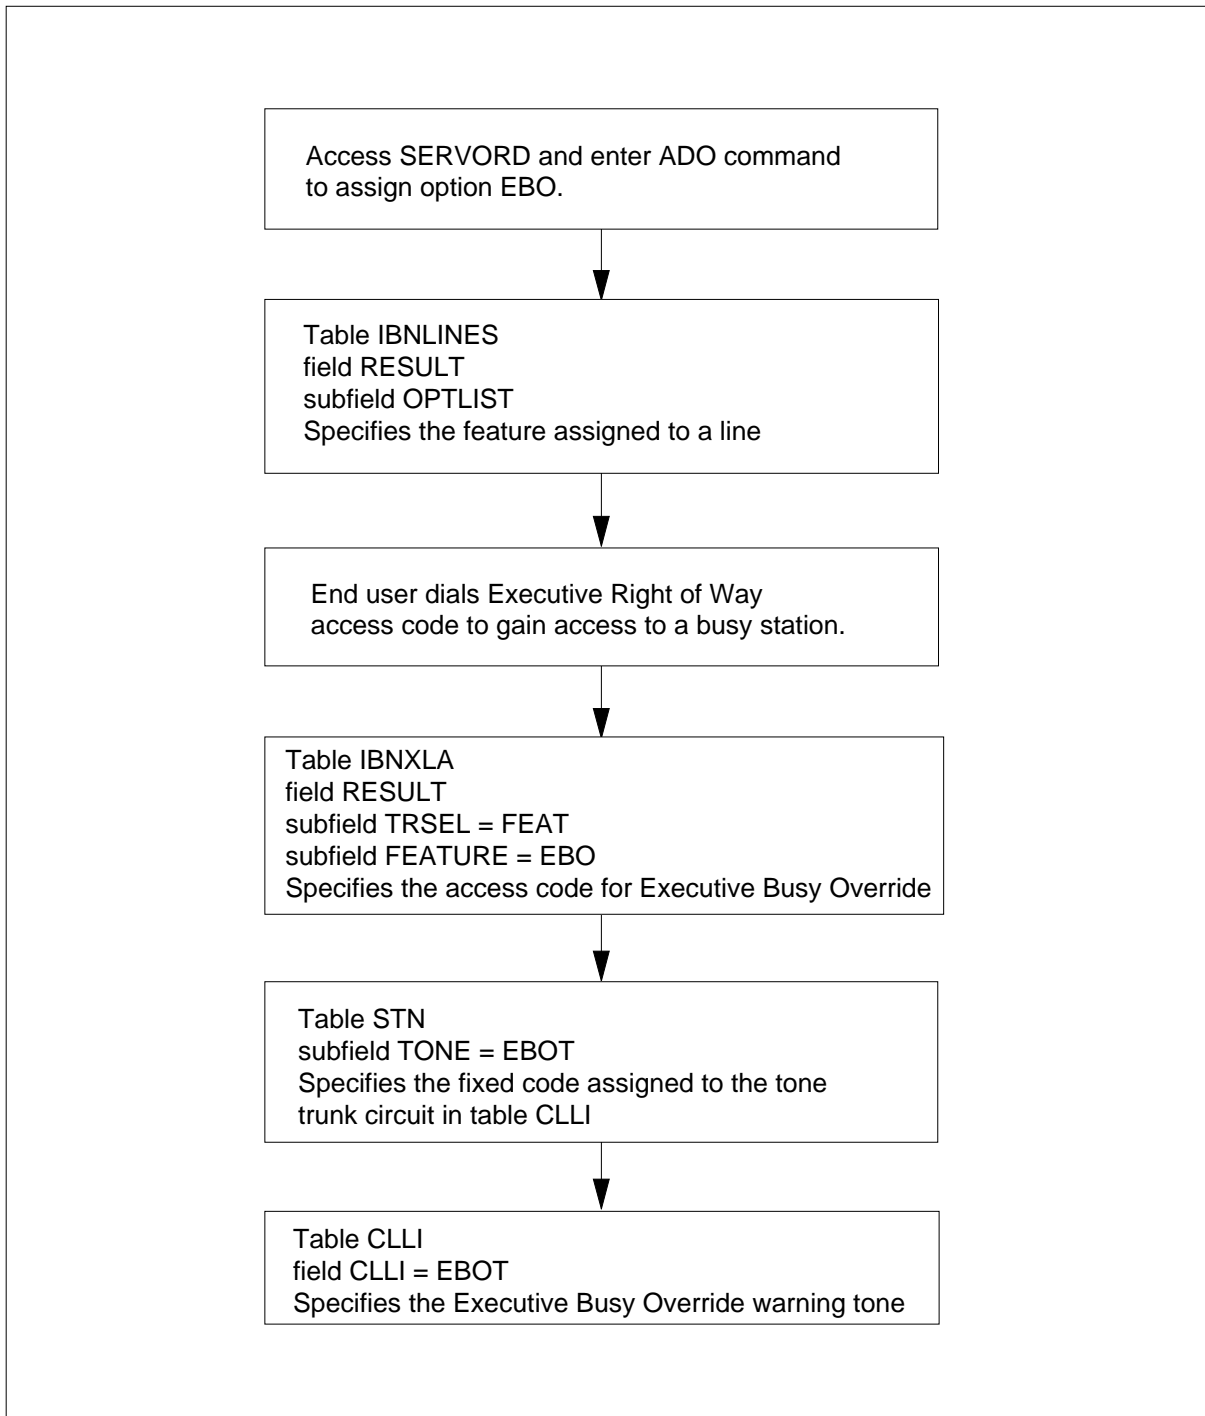 Access SERVORD and enter ADO command
to assign option EBO.
Table IBNLINES
field RESULT
subfield OPTLIST
Specifies the feature assigned to a line
End user dials Executive Right of Way
access code to gain access to a busy station.
Table IBNXLA
field RESULT
subfield TRSEL = FEAT
subfield FEATURE = EBO
Specifies the access code for Executive Busy Override
Table STN
subfield TONE = EBOT
Specifies the fixed code assigned to the tone
trunk circuit in table CLLI
Table CLLI
field CLLI = EBOT
Specifies the Executive Busy Override warning tone